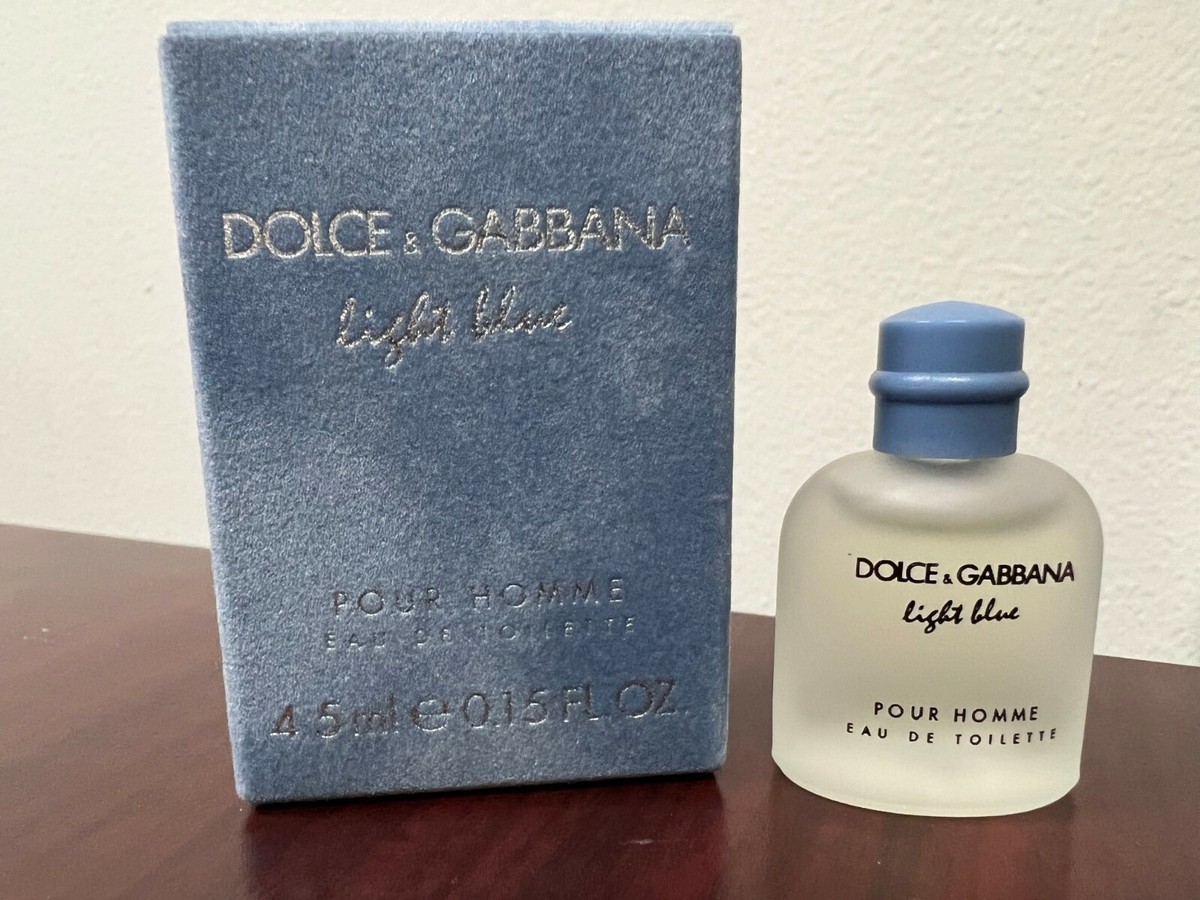 DOLCE & GABBANA
light blue
POUR HOMME
EAU DE TOILETTE
4.5ml e 0.15 FL. OZ.
DOLCE & GABBANA
light blue
POUR HOMME
EAU DE TOILETTE